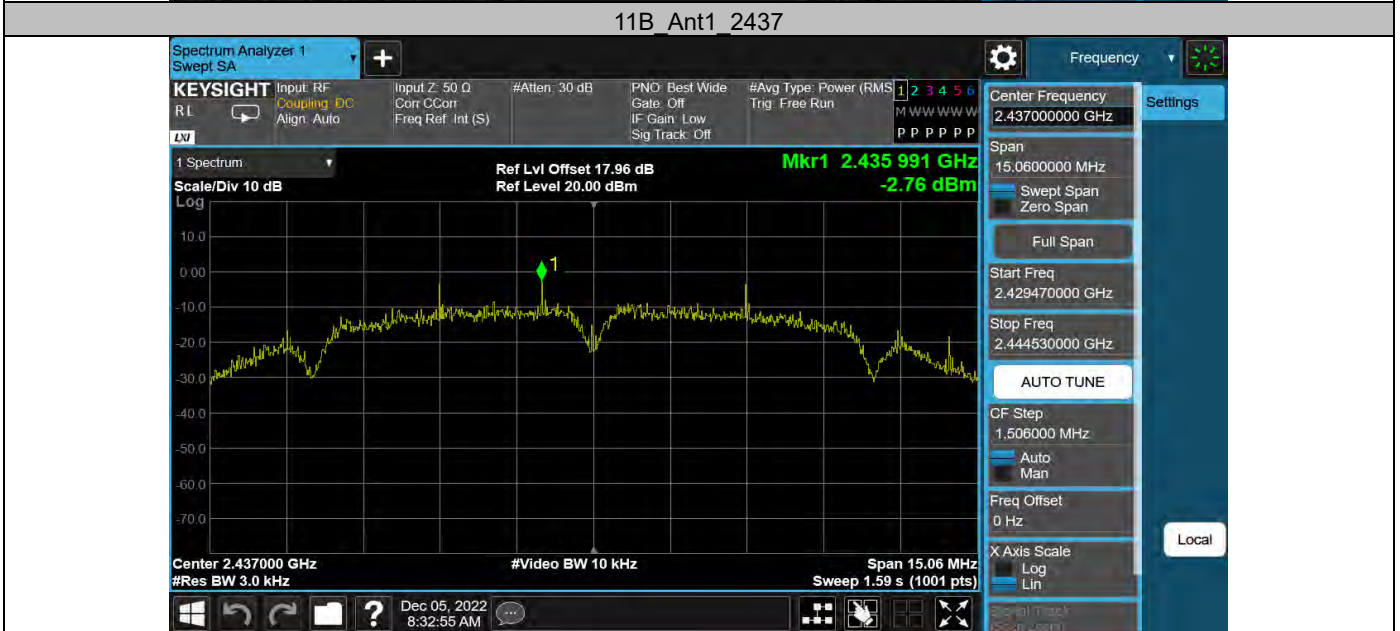 11B_Ant1_2437
Spectrum Analyzer 1
Swept SA
+
Frequency
KEYSIGHT
R L
LXI
Input: RF
Coupling: DC
Align: Auto
Input Z: 50 Ω
Corr CCorr
Freq Ref: Int (S)
#Atten: 30 dB
PNO: Best Wide
Gate: Off
IF Gain: Low
Sig Track: Off
#Avg Type: Power (RMS
Trig: Free Run
1 2 3 4 5 6
M W W W W W
P P P P P P
1 Spectrum
Scale/Div 10 dB
Log
Ref Lvl Offset 17.96 dB
Ref Level 20.00 dBm
Mkr1 2.435 991 GHz
-2.76 dBm
1
10.0
0.00
-10.0
-20.0
-30.0
-40.0
-50.0
-60.0
-70.0
Center 2.437000 GHz
#Res BW 3.0 kHz
#Video BW 10 kHz
Span 15.06 MHz
Sweep 1.59 s (1001 pts)
Center Frequency
2.437000000 GHz
Settings
Span
15.0600000 MHz
Swept Span
Zero Span
Full Span
Start Freq
2.429470000 GHz
Stop Freq
2.444530000 GHz
AUTO TUNE
CF Step
1.506000 MHz
Auto
Man
Freq Offset
0 Hz
X Axis Scale
Log
Lin
Signal Track
Local
?
Dec 05, 2022
8:32:55 AM